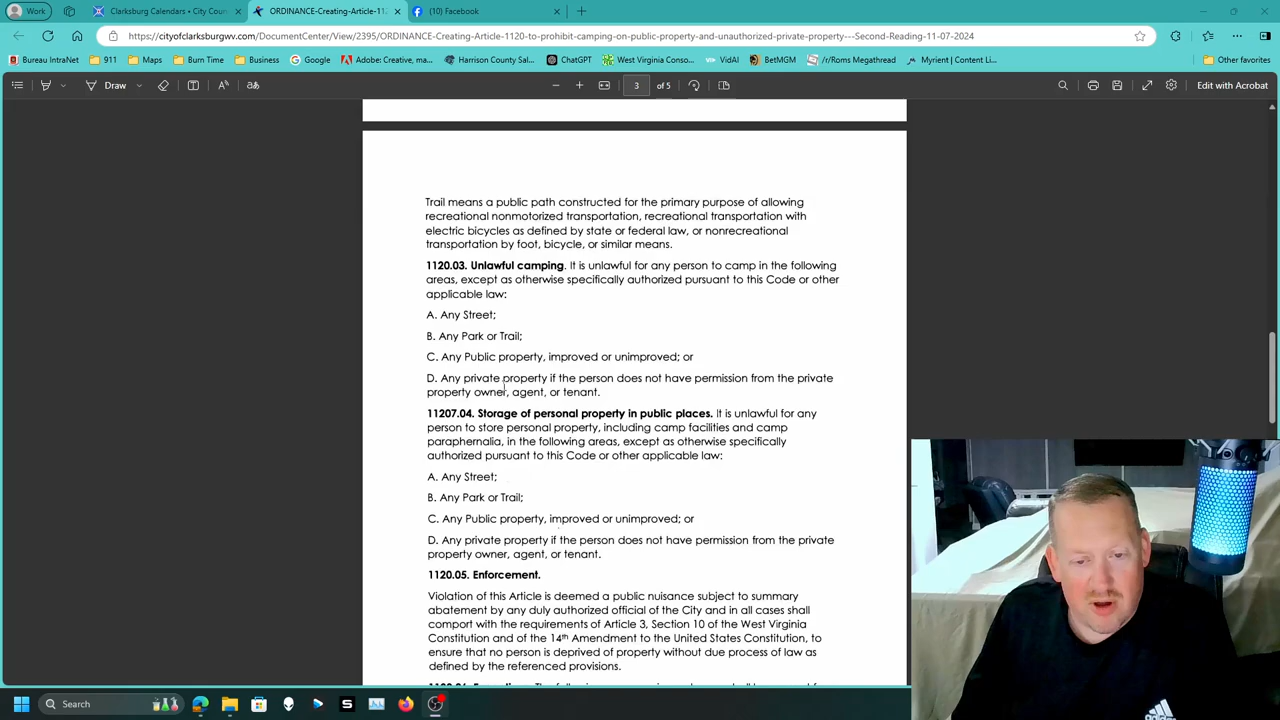 Work
Clarksburg Calendars • City Coun
ORDINANCE-Creating-Article-112
(10) Facebook
https://cityofclarksburgwv.com/DocumentCenter/View/2395/ORDINANCE-Creating-Article-1120-to-prohibit-camping-on-public-property-and-unauthorized-private-property---Second-Reading-11-07-2024
Bureau IntraNet
911
Maps
Burn Time
Business
Google
Adobe: Creative, ma...
Harrison County Sal...
ChatGPT
West Virginia Conso...
VidAI
BetMGM
/r/Roms Megathread
Myrient | Content Li...
Other favorites
Draw
3 of 5
Edit with Acrobat
Trail means a public path constructed for the primary purpose of allowing
recreational nonmotorized transportation, recreational transportation with
electric bicycles as defined by state or federal law, or nonrecreational
transportation by foot, bicycle, or similar means.
1120.03. Unlawful camping. It is unlawful for any person to camp in the following
areas, except as otherwise specifically authorized pursuant to this Code or other
applicable law:
A. Any Street;
B. Any Park or Trail;
C. Any Public property, improved or unimproved; or
D. Any private property if the person does not have permission from the private
property owner, agent, or tenant.
11207.04. Storage of personal property in public places. It is unlawful for any
person to store personal property, including camp facilities and camp
paraphernalia, in the following areas, except as otherwise specifically
authorized pursuant to this Code or other applicable law:
A. Any Street;
B. Any Park or Trail;
C. Any Public property, improved or unimproved; or
D. Any private property if the person does not have permission from the private
property owner, agent, or tenant.
1120.05. Enforcement.
Violation of this Article is deemed a public nuisance subject to summary
abatement by any duly authorized official of the City and in all cases shall
comport with the requirements of Article 3, Section 10 of the West Virginia
Constitution and of the 14th Amendment to the United States Constitution, to
ensure that no person is deprived of property without due process of law as
defined by the referenced provisions.
Search
adidas